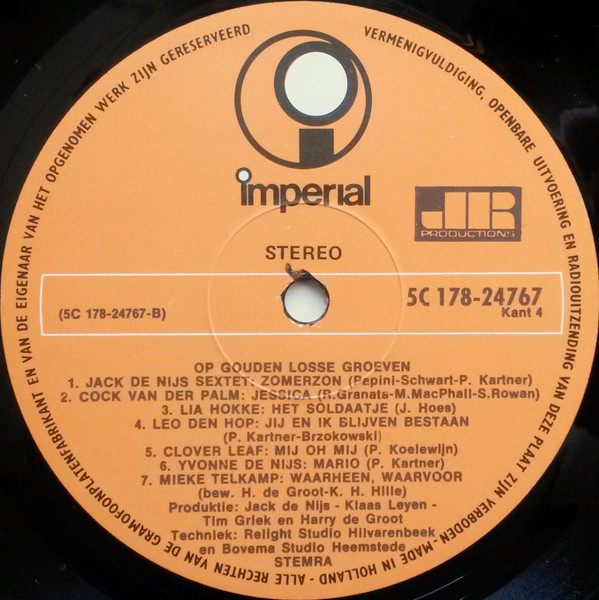 ALLE RECHTEN VAN DE GRAMOFOONPLATENFABRIKANT EN VAN DE EIGENAAR VAN HET OPGENOMEN WERK ZIJN GERESERVEERD
VERMENIGVULDIGING, OPENBARE UITVOERING EN RADIOUITZENDING VAN DEZE PLAAT ZIJN VERBODEN - MADE IN HOLLAND -
imperial
JR
PRODUCTIONS
STEREO
5C 178-24767
(5C 178-24767-B)
Kant 4
OP GOUDEN LOSSE GROEVEN
1. JACK DE NIJS SEXTET: ZOMERZON (Papini-Schwart-P. Kartner)
2. COCK VAN DER PALM: JESSICA (R.Granata-M.MacPhall-S.Rowan)
3. LIA HOKKE: HET SOLDAATJE (J. Hoes)
4. LEO DEN HOP: JIJ EN IK BLIJVEN BESTAAN
(P. Kartner-Brzokowski)
5. CLOVER LEAF: MIJ OH MIJ (P. Koelewijn)
6. YVONNE DE NIJS: MARIO (P. Kartner)
7. MIEKE TELKAMP: WAARHEEN, WAARVOOR
(bew. H. de Groot-K. H. Hille)
Produktie: Jack de Nijs - Klaas Leyen -
Tim Griek en Harry de Groot
Techniek: Relight Studio Hilvarenbeek
en Bovema Studio Heemstede
STEMRA